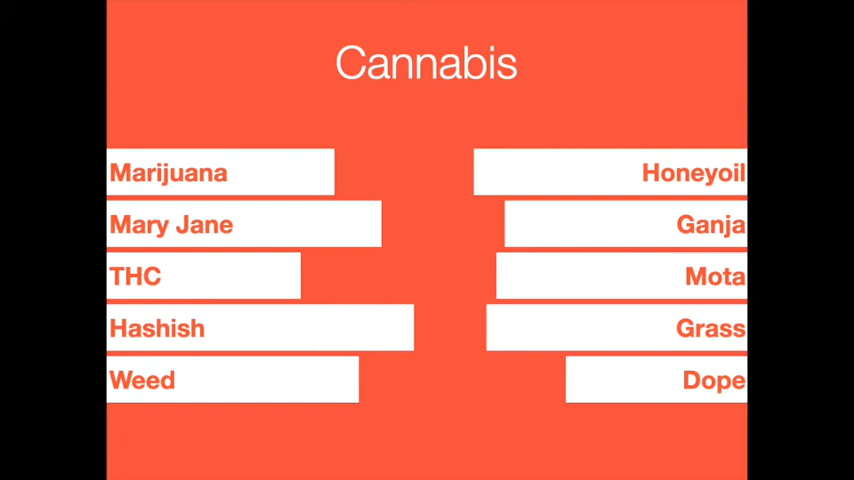 Cannabis
Marijuana
Honeyoil
Mary Jane
Ganja
THC
Mota
Hashish
Grass
Weed
Dope